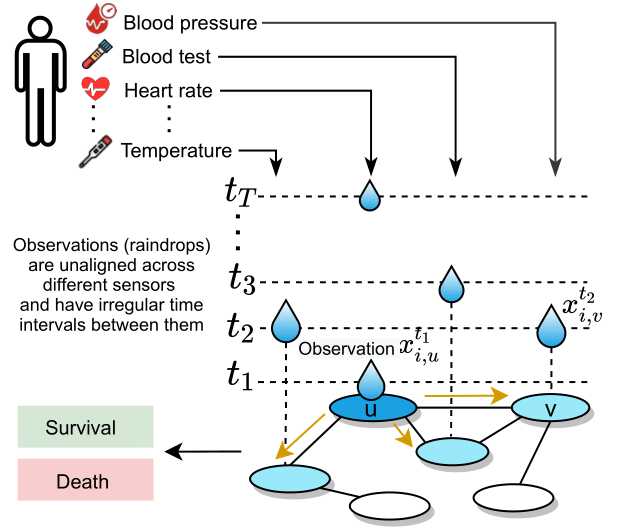 Blood pressure
Blood test
Heart rate
Temperature
t_T
Observations (raindrops)
are unaligned across
different sensors
and have irregular time
intervals between them
t_3
t_2
x_{i,v}^{t_2}
Observation x_{i,u}^{t_1}
t_1
u
v
Survival
Death